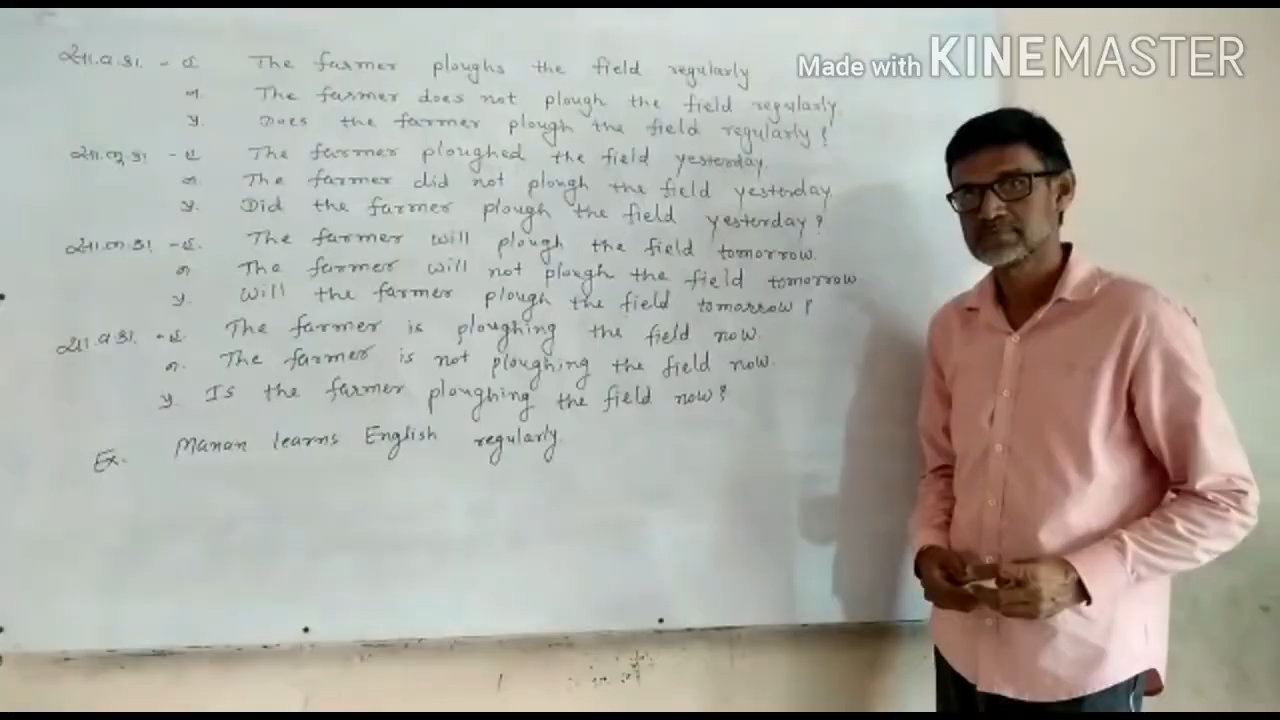 Made with KINEMASTER
સા.વ.કા. - હ. The farmer ploughs the field regularly
ન. The farmer does not plough the field regularly.
પ્ર. Does the farmer plough the field regularly?
સા.ભૂ.કા. - હ. The farmer ploughed the field yesterday.
ન. The farmer did not plough the field yesterday.
પ્ર. Did the farmer plough the field yesterday?
સા.ભ.કા. - હ. The farmer will plough the field tomorrow.
ન. The farmer will not plough the field tomorrow
પ્ર. Will the farmer plough the field tomorrow?
ચા.વ.કા. - હ. The farmer is ploughing the field now.
ન. The farmer is not ploughing the field now.
પ્ર. Is the farmer ploughing the field now?
Ex. Manan learns English regularly.